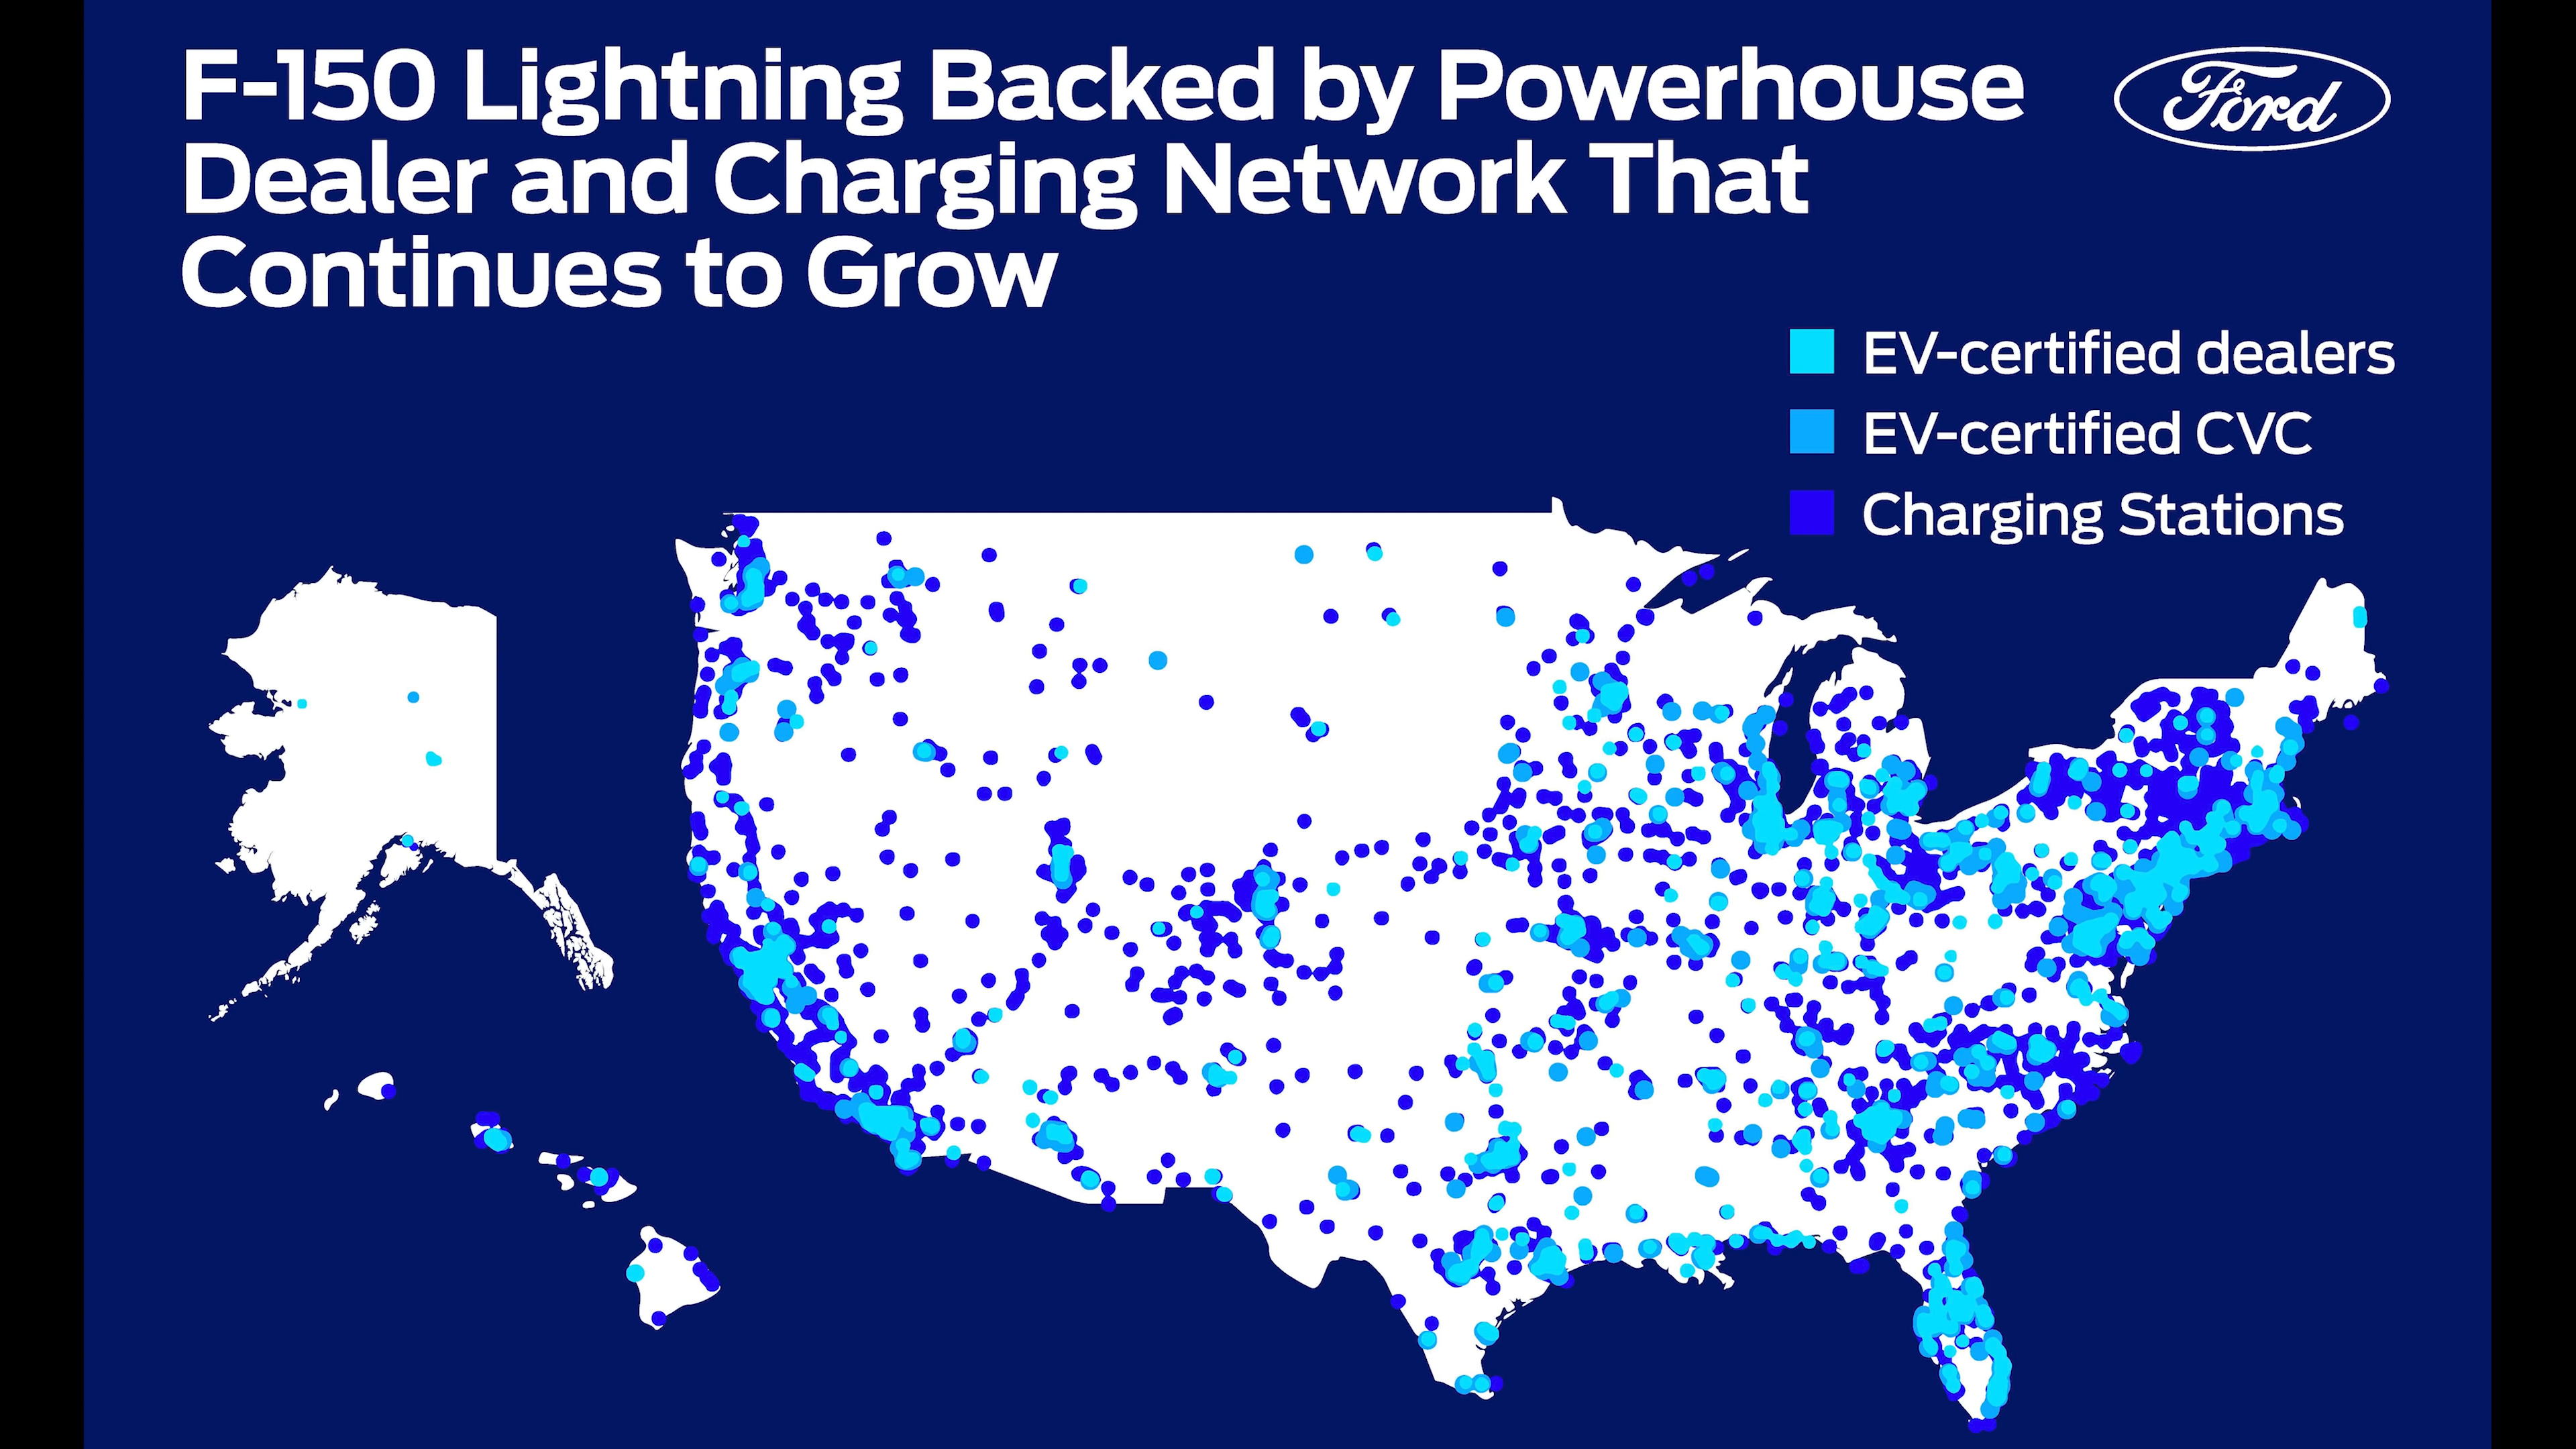 F-150 Lightning Backed by Powerhouse
Dealer and Charging Network That
Continues to Grow
Ford
EV-certified dealers
EV-certified CVC
Charging Stations